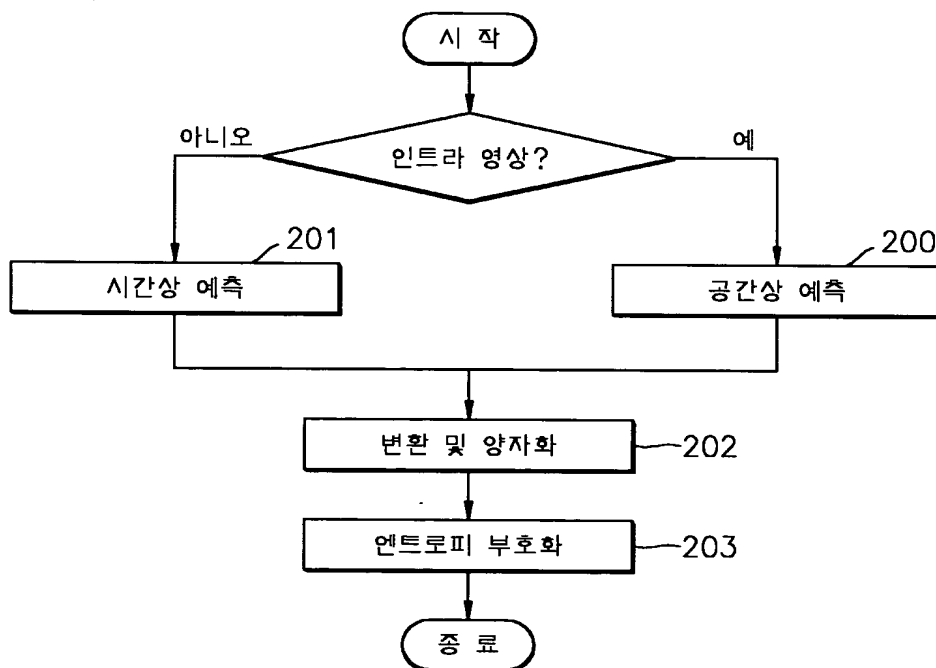 시 작
인트라 영상?
아니오
예
201
시간상 예측
200
공간상 예측
변환 및 양자화
202
엔트로피 부호화
203
종 료